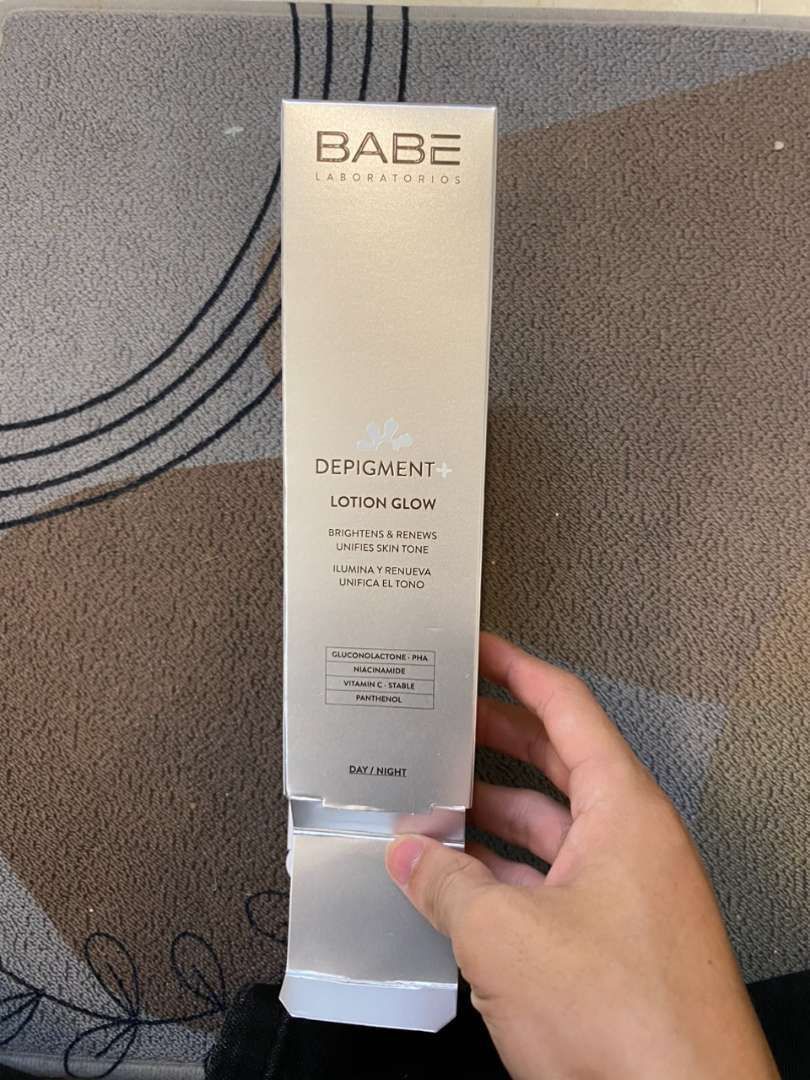 BABE
LABORATORIOS
DEPIGMENT+
LOTION GLOW
BRIGHTENS & RENEWS
UNIFIES SKIN TONE
ILUMINA Y RENUEVA
UNIFICA EL TONO
GLUCONOLACTONE · PHA
NIACINAMIDE
VITAMIN C · STABLE
PANTHENOL
DAY / NIGHT